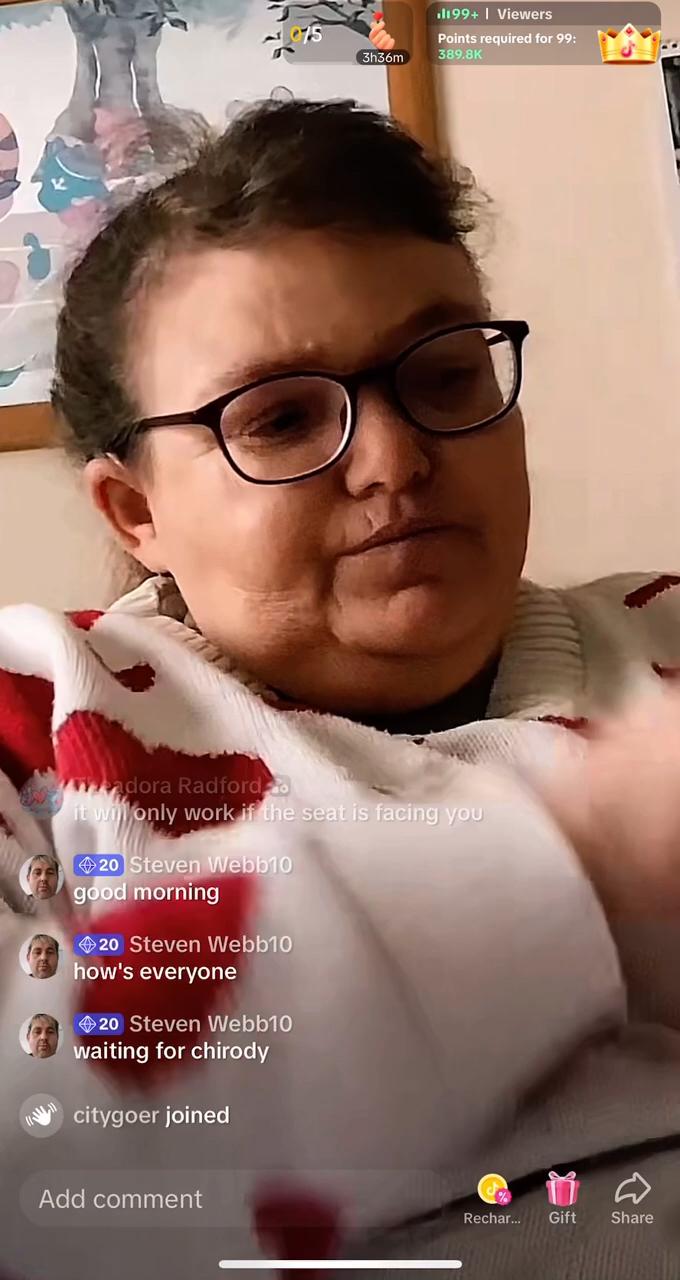 0/5
3h36m
99+ | Viewers
Points required for 99:
389.8K
Theadora Radford
it will only work if the seat is facing you
20 Steven Webb10
good morning
20 Steven Webb10
how's everyone
20 Steven Webb10
waiting for chirody
citygoer joined
Add comment
Rechar...
Gift
Share